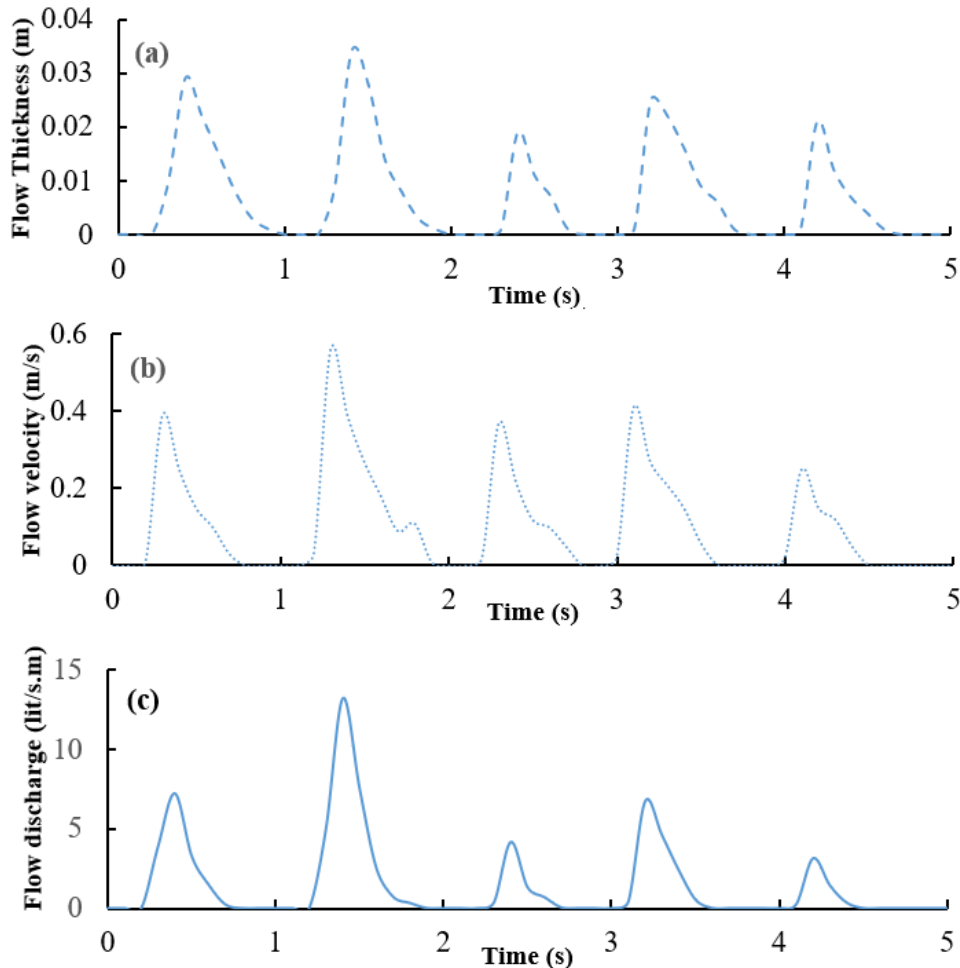 Flow Thickness (m)
0.04
0.03
0.02
0.01
0
(a)
0 1 2 3 4 5
Time (s)
Flow velocity (m/s)
0.6
0.4
0.2
0
(b)
0 1 2 3 4 5
Time (s)
Flow discharge (lit/s.m)
15
10
5
0
(c)
0 1 2 3 4 5
Time (s)